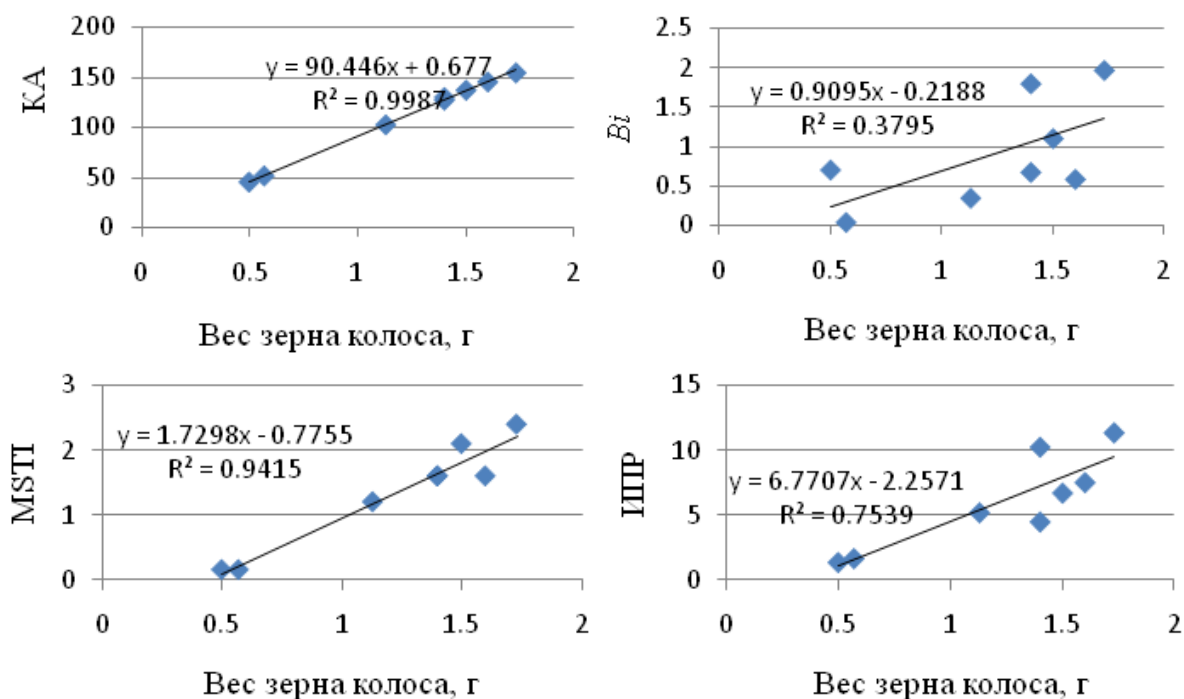 КА
200
150
100
50
0
y = 90.446x + 0.677
R² = 0.9987
0 0.5 1 1.5 2
Вес зерна колоса, г
Bi
2.5
2
1.5
1
0.5
0
y = 0.9095x - 0.2188
R² = 0.3795
0 0.5 1 1.5 2
Вес зерна колоса, г
MSTI
3
2
1
0
y = 1.7298x - 0.7755
R² = 0.9415
0 0.5 1 1.5 2
Вес зерна колоса, г
ИПР
15
10
5
0
y = 6.7707x - 2.2571
R² = 0.7539
0 0.5 1 1.5 2
Вес зерна колоса, г